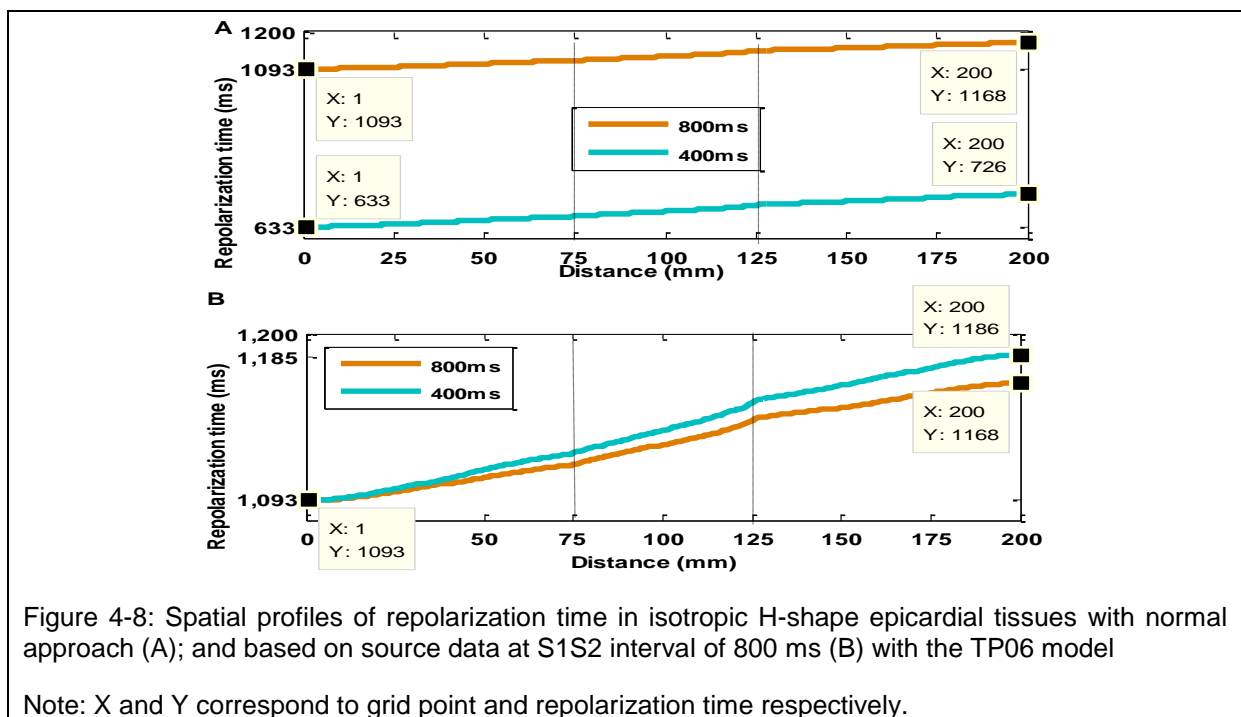 A
1200
1093
633
Repolarization time (ms)
X: 1
Y: 1093
X: 1
Y: 633
800ms
400ms
X: 200
Y: 1168
X: 200
Y: 726
0 25 50 75 100 125 150 175 200
Distance (mm)
B
1,200
1,185
1,093
Repolarization time (ms)
800ms
400ms
X: 200
Y: 1186
X: 200
Y: 1168
X: 1
Y: 1093
0 25 50 75 100 125 150 175 200
Distance (mm)
Figure 4-8: Spatial profiles of repolarization time in isotropic H-shape epicardial tissues with normal
approach (A); and based on source data at S1S2 interval of 800 ms (B) with the TP06 model
Note: X and Y correspond to grid point and repolarization time respectively.